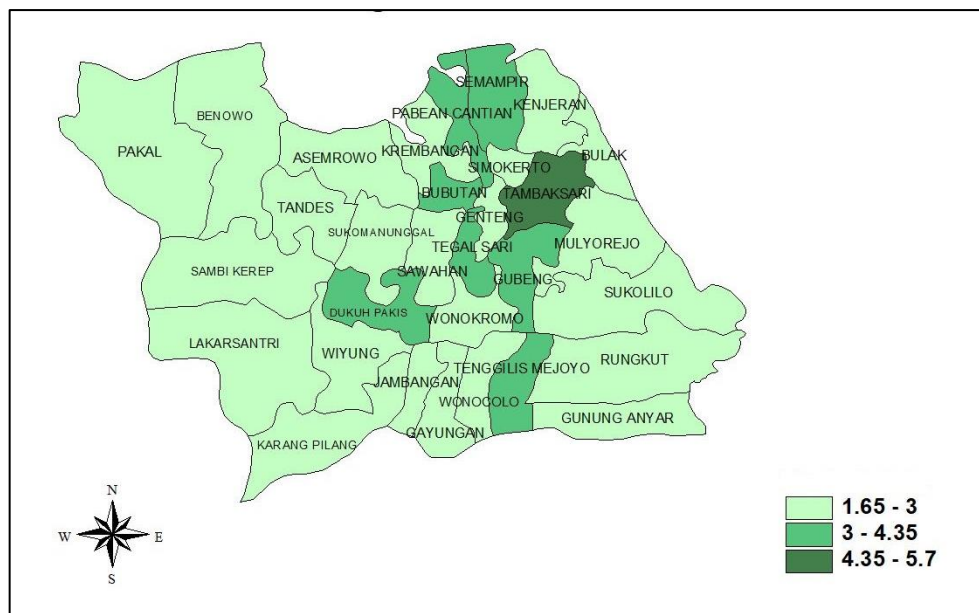 SEMAMPIR
KENJERAN
PABEAN CANTIAN
BENOWO
PAKAL
ASEMROWO
KREMBANGAN
BULAK
SIMOKERTO
BUBUTAN
TAMBAKSARI
TANDES
GENTENG
SUKOMANUNGGAL
TEGAL SARI
MULYOREJO
SAMBI KEREP
SAWAHAN
GUBENG
SUKOLILO
DUKUH PAKIS
WONOKROMO
LAKARSANTRI
WIYUNG
RUNGKUT
TENGGILIS MEJOYO
JAMBANGAN
WONOCOLO
GUNUNG ANYAR
GAYUNGAN
KARANG PILANG
N
W E
S
1.65 - 3
3 - 4.35
4.35 - 5.7